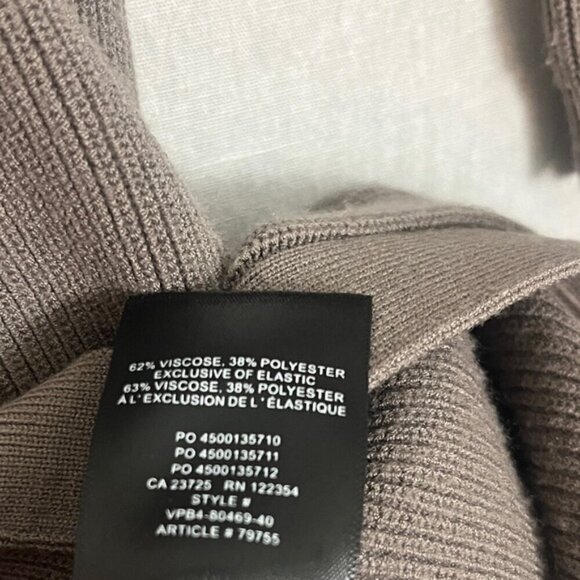 62% VISCOSE, 38% POLYESTER
EXCLUSIVE OF ELASTIC
63% VISCOSE, 38% POLYESTER
À L'EXCLUSION DE L'ÉLASTIQUE
PO 4500135710
PO 4500135711
PO 4500135712
CA 23725 RN 122354
STYLE #
VPB4-80469-40
ARTICLE # 79755